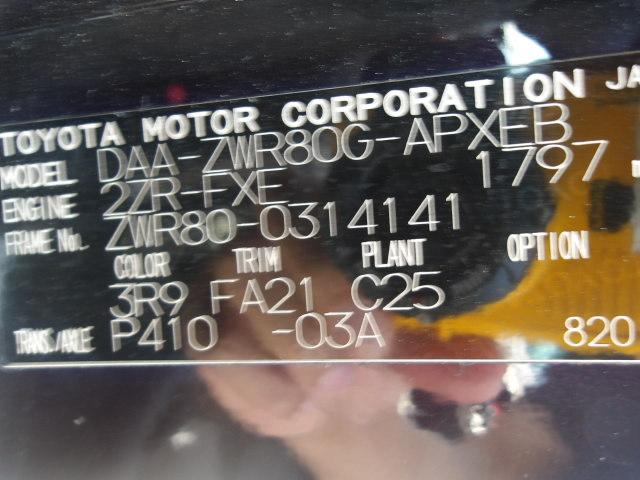 TOYOTA MOTOR CORPORATION JA
MODEL DAA-ZWR80G-APXEB
ENGINE 2ZR-FXE 1797
FRAME No. ZWR80-0314141
COLOR TRIM PLANT OPTION
3R9 FA21 C25
TRANS./AXLE P410 -03A 820